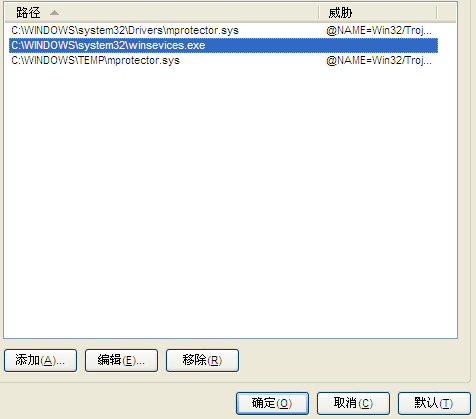 路径 威胁
C:\WINDOWS\system32\Drivers\mprotector.sys @NAME=Win32/Troj...
C:\WINDOWS\system32\winsevices.exe
C:\WINDOWS\TEMP\mprotector.sys @NAME=Win32/Troj...
添加(A)... 编辑(E)... 移除(R)
确定(O) 取消(C) 默认(T)